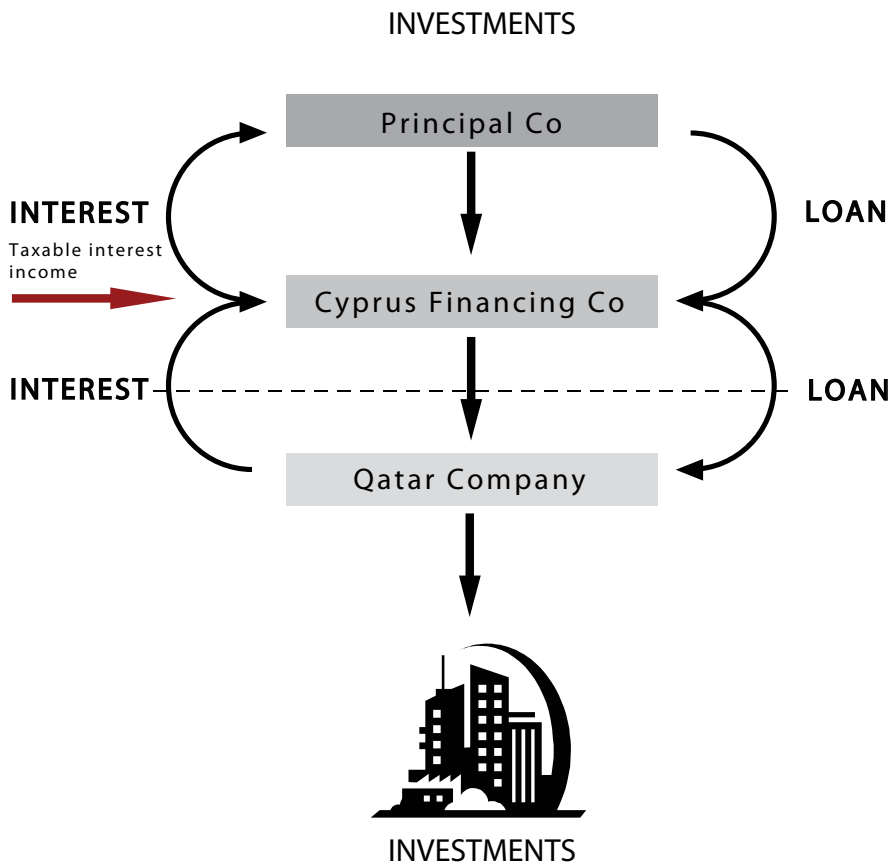 INVESTMENTS
Principal Co
INTEREST
LOAN
Taxable interest
income
Cyprus Financing Co
INTEREST
LOAN
Qatar Company
INVESTMENTS